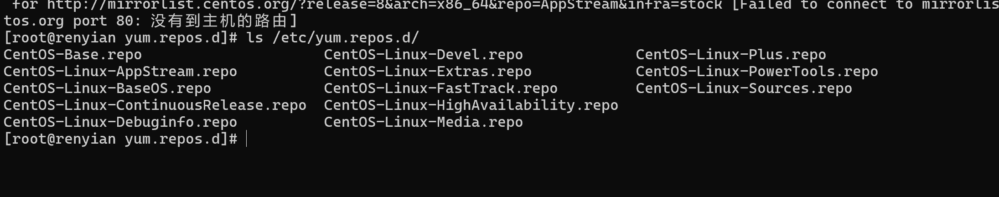 for http://mirrorlist.centos.org/?release=8&arch=x86_64&repo=AppStream&infra=stock [Failed to connect to mirrorlis
tos.org port 80: 没有到主机的路由]
[root@renyian yum.repos.d]# ls /etc/yum.repos.d/
CentOS-Base.repo CentOS-Linux-Devel.repo CentOS-Linux-Plus.repo
CentOS-Linux-AppStream.repo CentOS-Linux-Extras.repo CentOS-Linux-PowerTools.repo
CentOS-Linux-BaseOS.repo CentOS-Linux-FastTrack.repo CentOS-Linux-Sources.repo
CentOS-Linux-ContinuousRelease.repo CentOS-Linux-HighAvailability.repo
CentOS-Linux-Debuginfo.repo CentOS-Linux-Media.repo
[root@renyian yum.repos.d]#